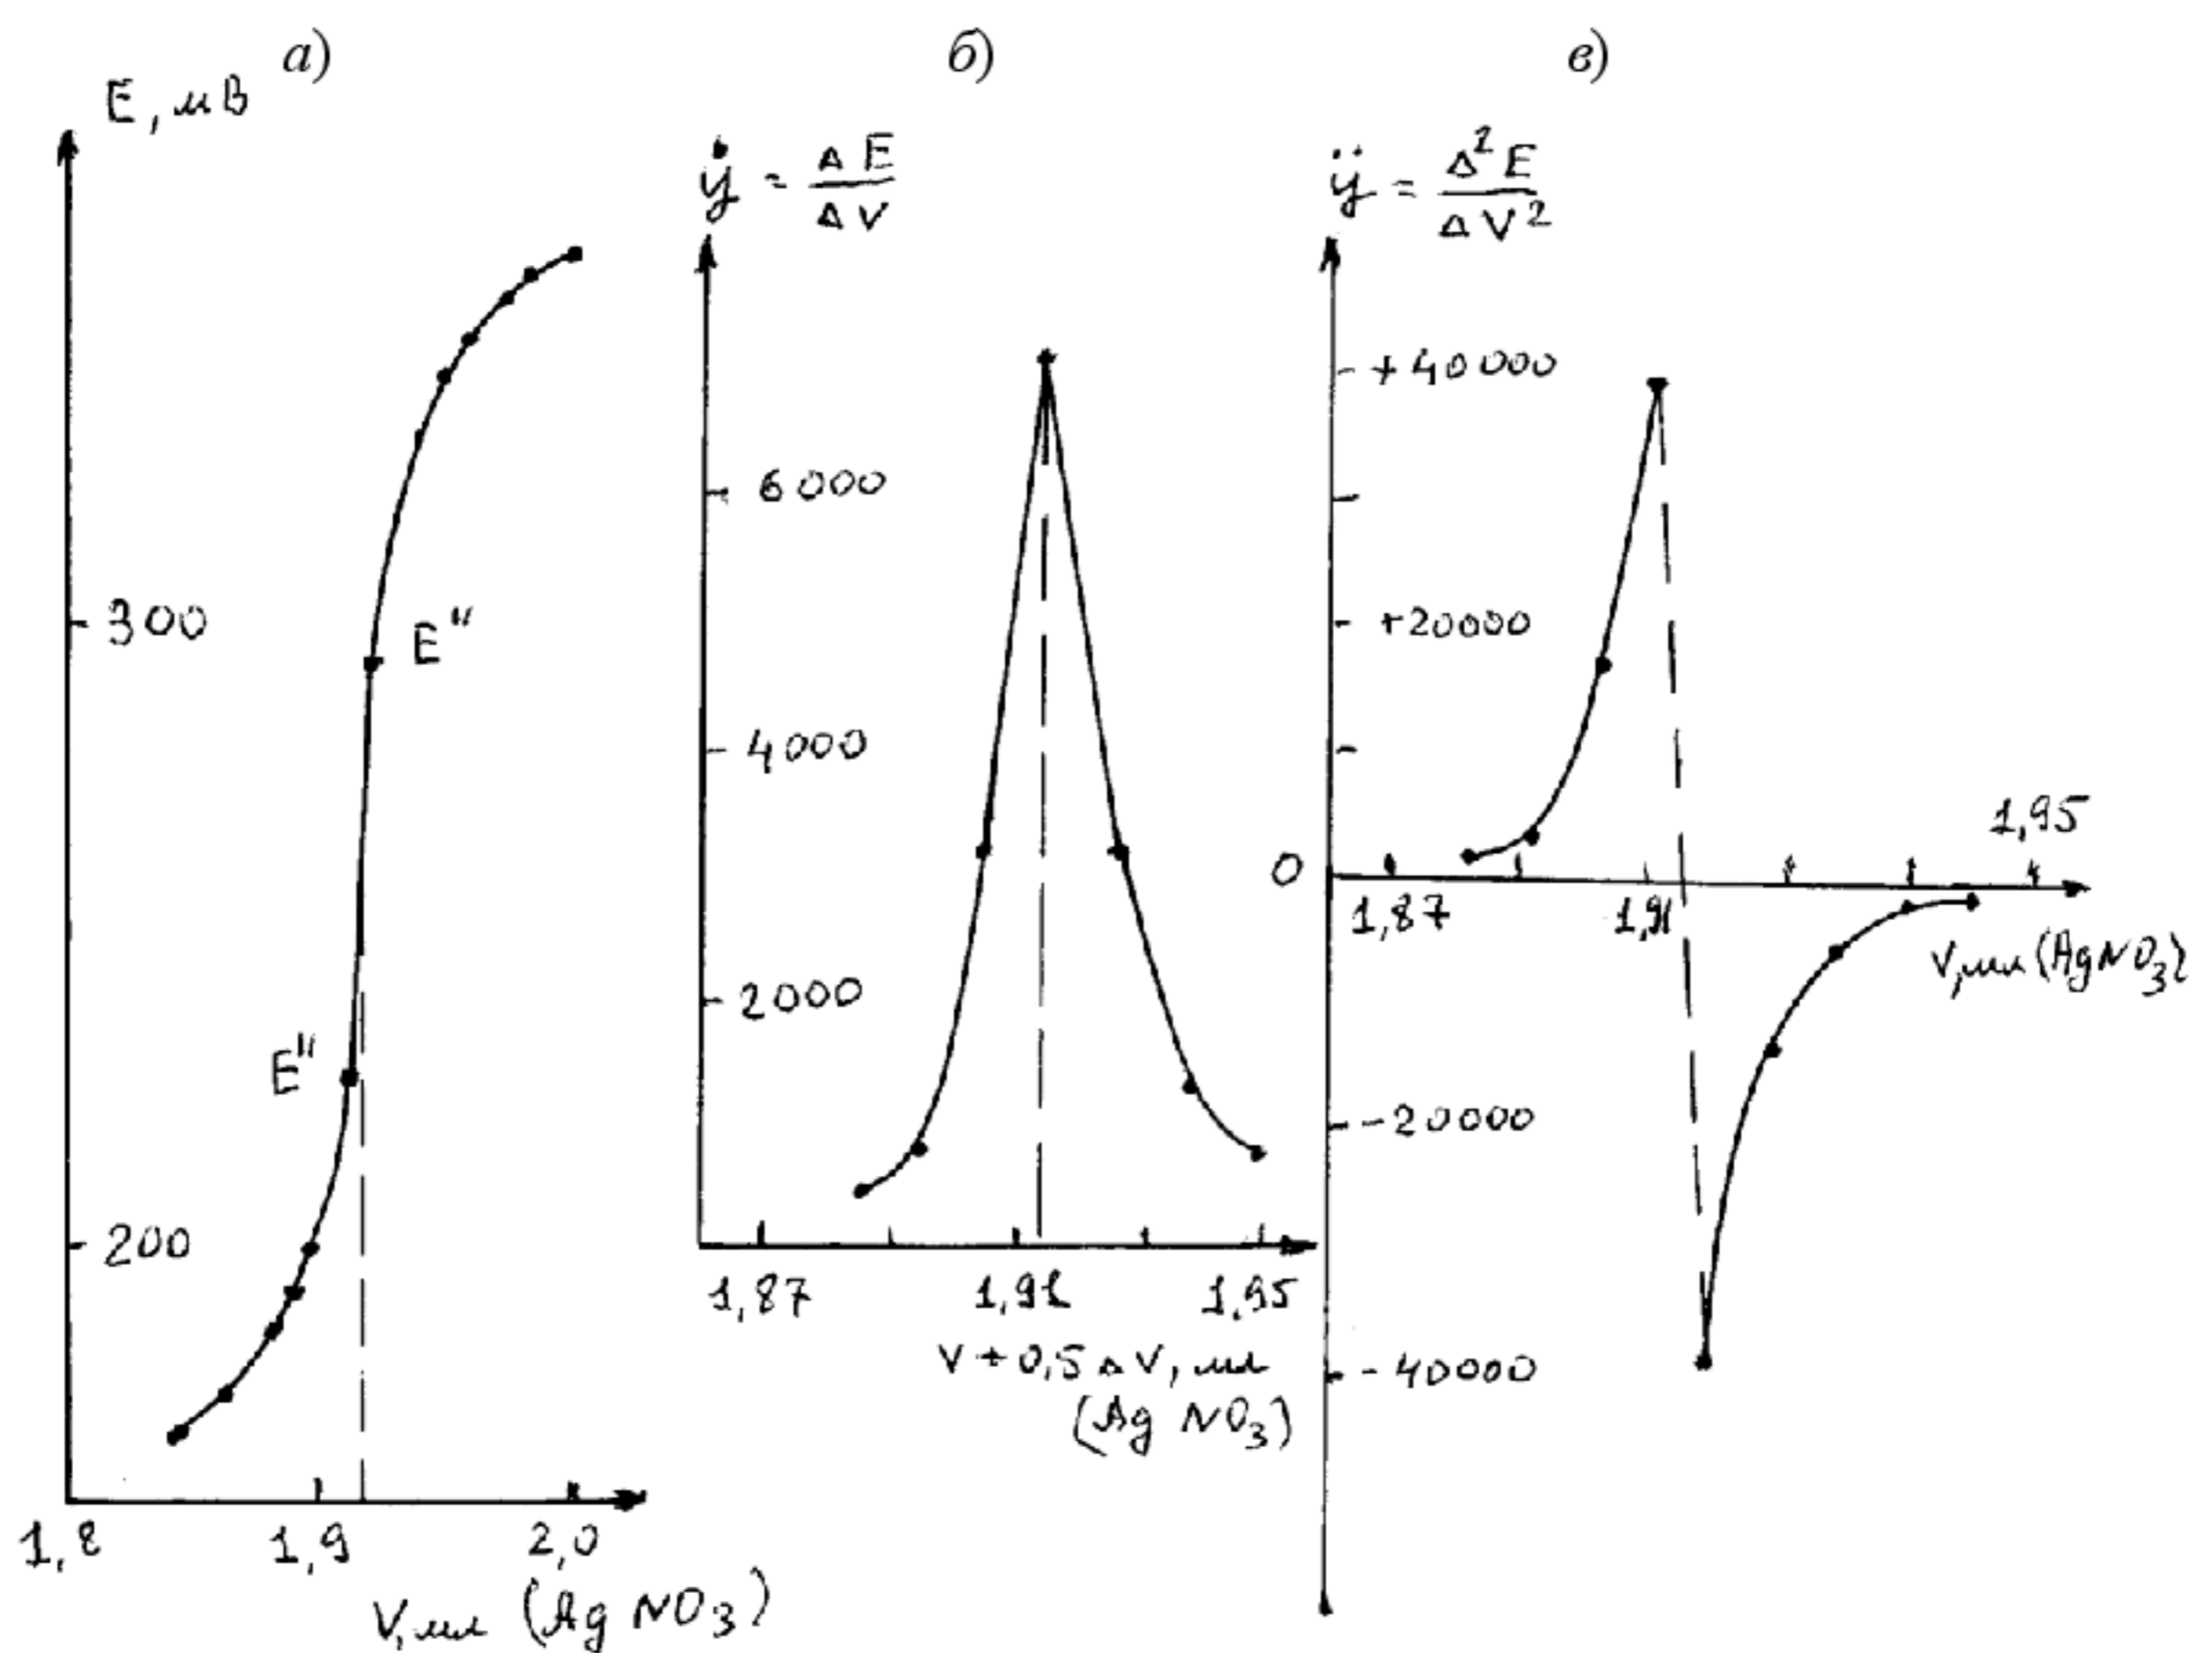 а)
E, мВ
300
E"
E"
200
1,8 1,9 2,0
V, мл (AgNO3)
б)
ẏ = ΔE/ΔV
6000
4000
2000
1,87 1,91 1,95
V + 0,5 ΔV, мл
(AgNO3)
в)
ÿ = Δ²E/ΔV²
+40000
+20000
0
1,87 1,91 1,95
V, мл (AgNO3)
-20000
-40000